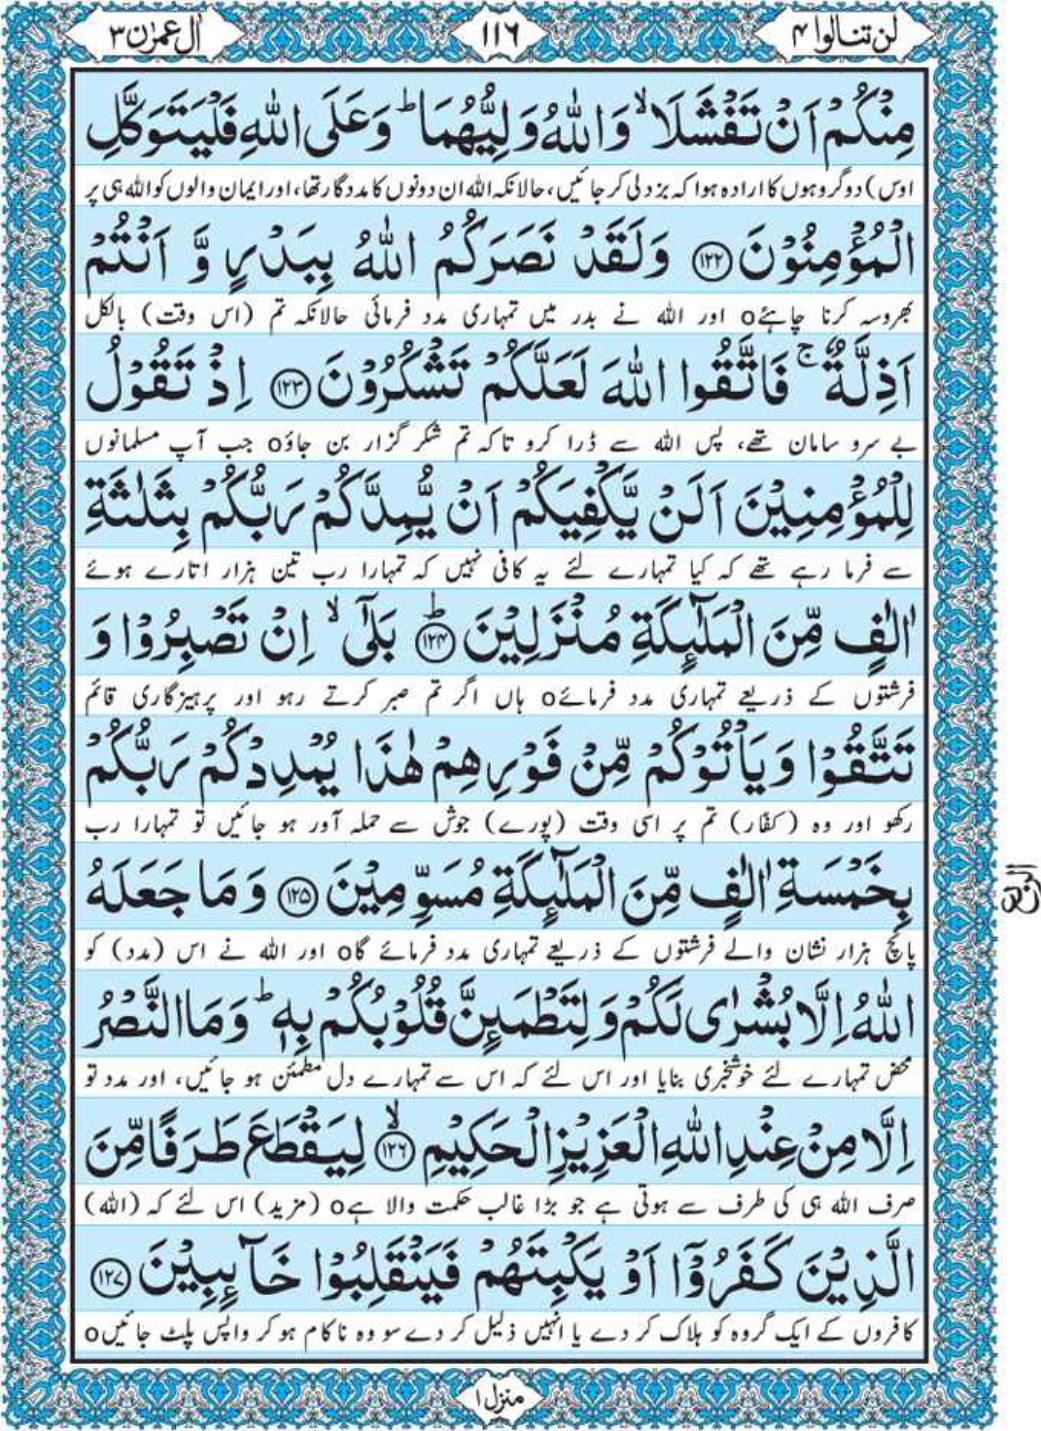 لن تنالوا ۴
١١٦
اٰل عمرٰن ۳
مِنْكُمْ اَنْ تَفْشَلَا ۙ وَاللّٰهُ وَلِیُّهُمَا ؕ وَعَلَی اللّٰهِ فَلْیَتَوَكَّلِ
اوس) دو گروہوں کا ارادہ ہوا کہ بزدلی کر جائیں، حالانکہ اللہ ان دونوں کا مددگار تھا، اور ایمان والوں کو اللہ ہی پر
الْمُؤْمِنُوْنَ ﴿۱۲۲﴾ وَلَقَدْ نَصَرَكُمُ اللّٰهُ بِبَدْرٍ وَّ اَنْتُمْ
بھروسہ کرنا چاہئےo اور اللہ نے بدر میں تمہاری مدد فرمائی حالانکہ تم (اس وقت) بالکل
اَذِلَّةٌ ۚ فَاتَّقُوا اللّٰهَ لَعَلَّكُمْ تَشْكُرُوْنَ ﴿۱۲۳﴾ اِذْ تَقُوْلُ
بے سرو سامان تھے، پس اللہ سے ڈرا کرو تاکہ تم شکر گزار بن جاؤo جب آپ مسلمانوں
لِلْمُؤْمِنِیْنَ اَلَنْ یَّكْفِیَكُمْ اَنْ یُّمِدَّكُمْ رَبُّكُمْ بِثَلٰثَةِ
سے فرما رہے تھے کہ کیا تمہارے لئے یہ کافی نہیں کہ تمہارا رب تین ہزار اتارے ہوئے
اٰلٰفٍ مِّنَ الْمَلٰٓىِٕكَةِ مُنْزَلِیْنَ ﴿۱۲۴﴾ؕ بَلٰۤی ۙ اِنْ تَصْبِرُوْا وَ
فرشتوں کے ذریعے تمہاری مدد فرمائےo ہاں اگر تم صبر کرتے رہو اور پرہیزگاری قائم
تَتَّقُوْا وَیَاْتُوْكُمْ مِّنْ فَوْرِهِمْ هٰذَا یُمْدِدْكُمْ رَبُّكُمْ
رکھو اور وہ (کفّار) تم پر اسی وقت (پورے) جوش سے حملہ آور ہو جائیں تو تمہارا رب
بِخَمْسَةِ اٰلٰفٍ مِّنَ الْمَلٰٓىِٕكَةِ مُسَوِّمِیْنَ ﴿۱۲۵﴾ وَمَا جَعَلَهُ
پانچ ہزار نشان والے فرشتوں کے ذریعے تمہاری مدد فرمائے گاo اور اللہ نے اس (مدد) کو
اللّٰهُ اِلَّا بُشْرٰی لَكُمْ وَلِتَطْمَىِٕنَّ قُلُوْبُكُمْ بِهٖ ؕ وَمَا النَّصْرُ
محض تمہارے لئے خوشخبری بنایا اور اس لئے کہ اس سے تمہارے دل مطمئن ہو جائیں، اور مدد تو
اِلَّا مِنْ عِنْدِ اللّٰهِ الْعَزِیْزِ الْحَكِیْمِ ﴿۱۲۶﴾ۙ لِیَقْطَعَ طَرَفًا مِّنَ
صرف اللہ ہی کی طرف سے ہوتی ہے جو بڑا غالب حکمت والا ہےo (مزید) اس لئے کہ (اللہ)
الَّذِیْنَ كَفَرُوْۤا اَوْ یَكْبِتَهُمْ فَیَنْقَلِبُوْا خَآىِٕبِیْنَ ﴿۱۲۷﴾
کافروں کے ایک گروہ کو ہلاک کر دے یا انہیں ذلیل کر دے سو وہ ناکام ہو کر واپس پلٹ جائیںo
الربع
منزل ۱